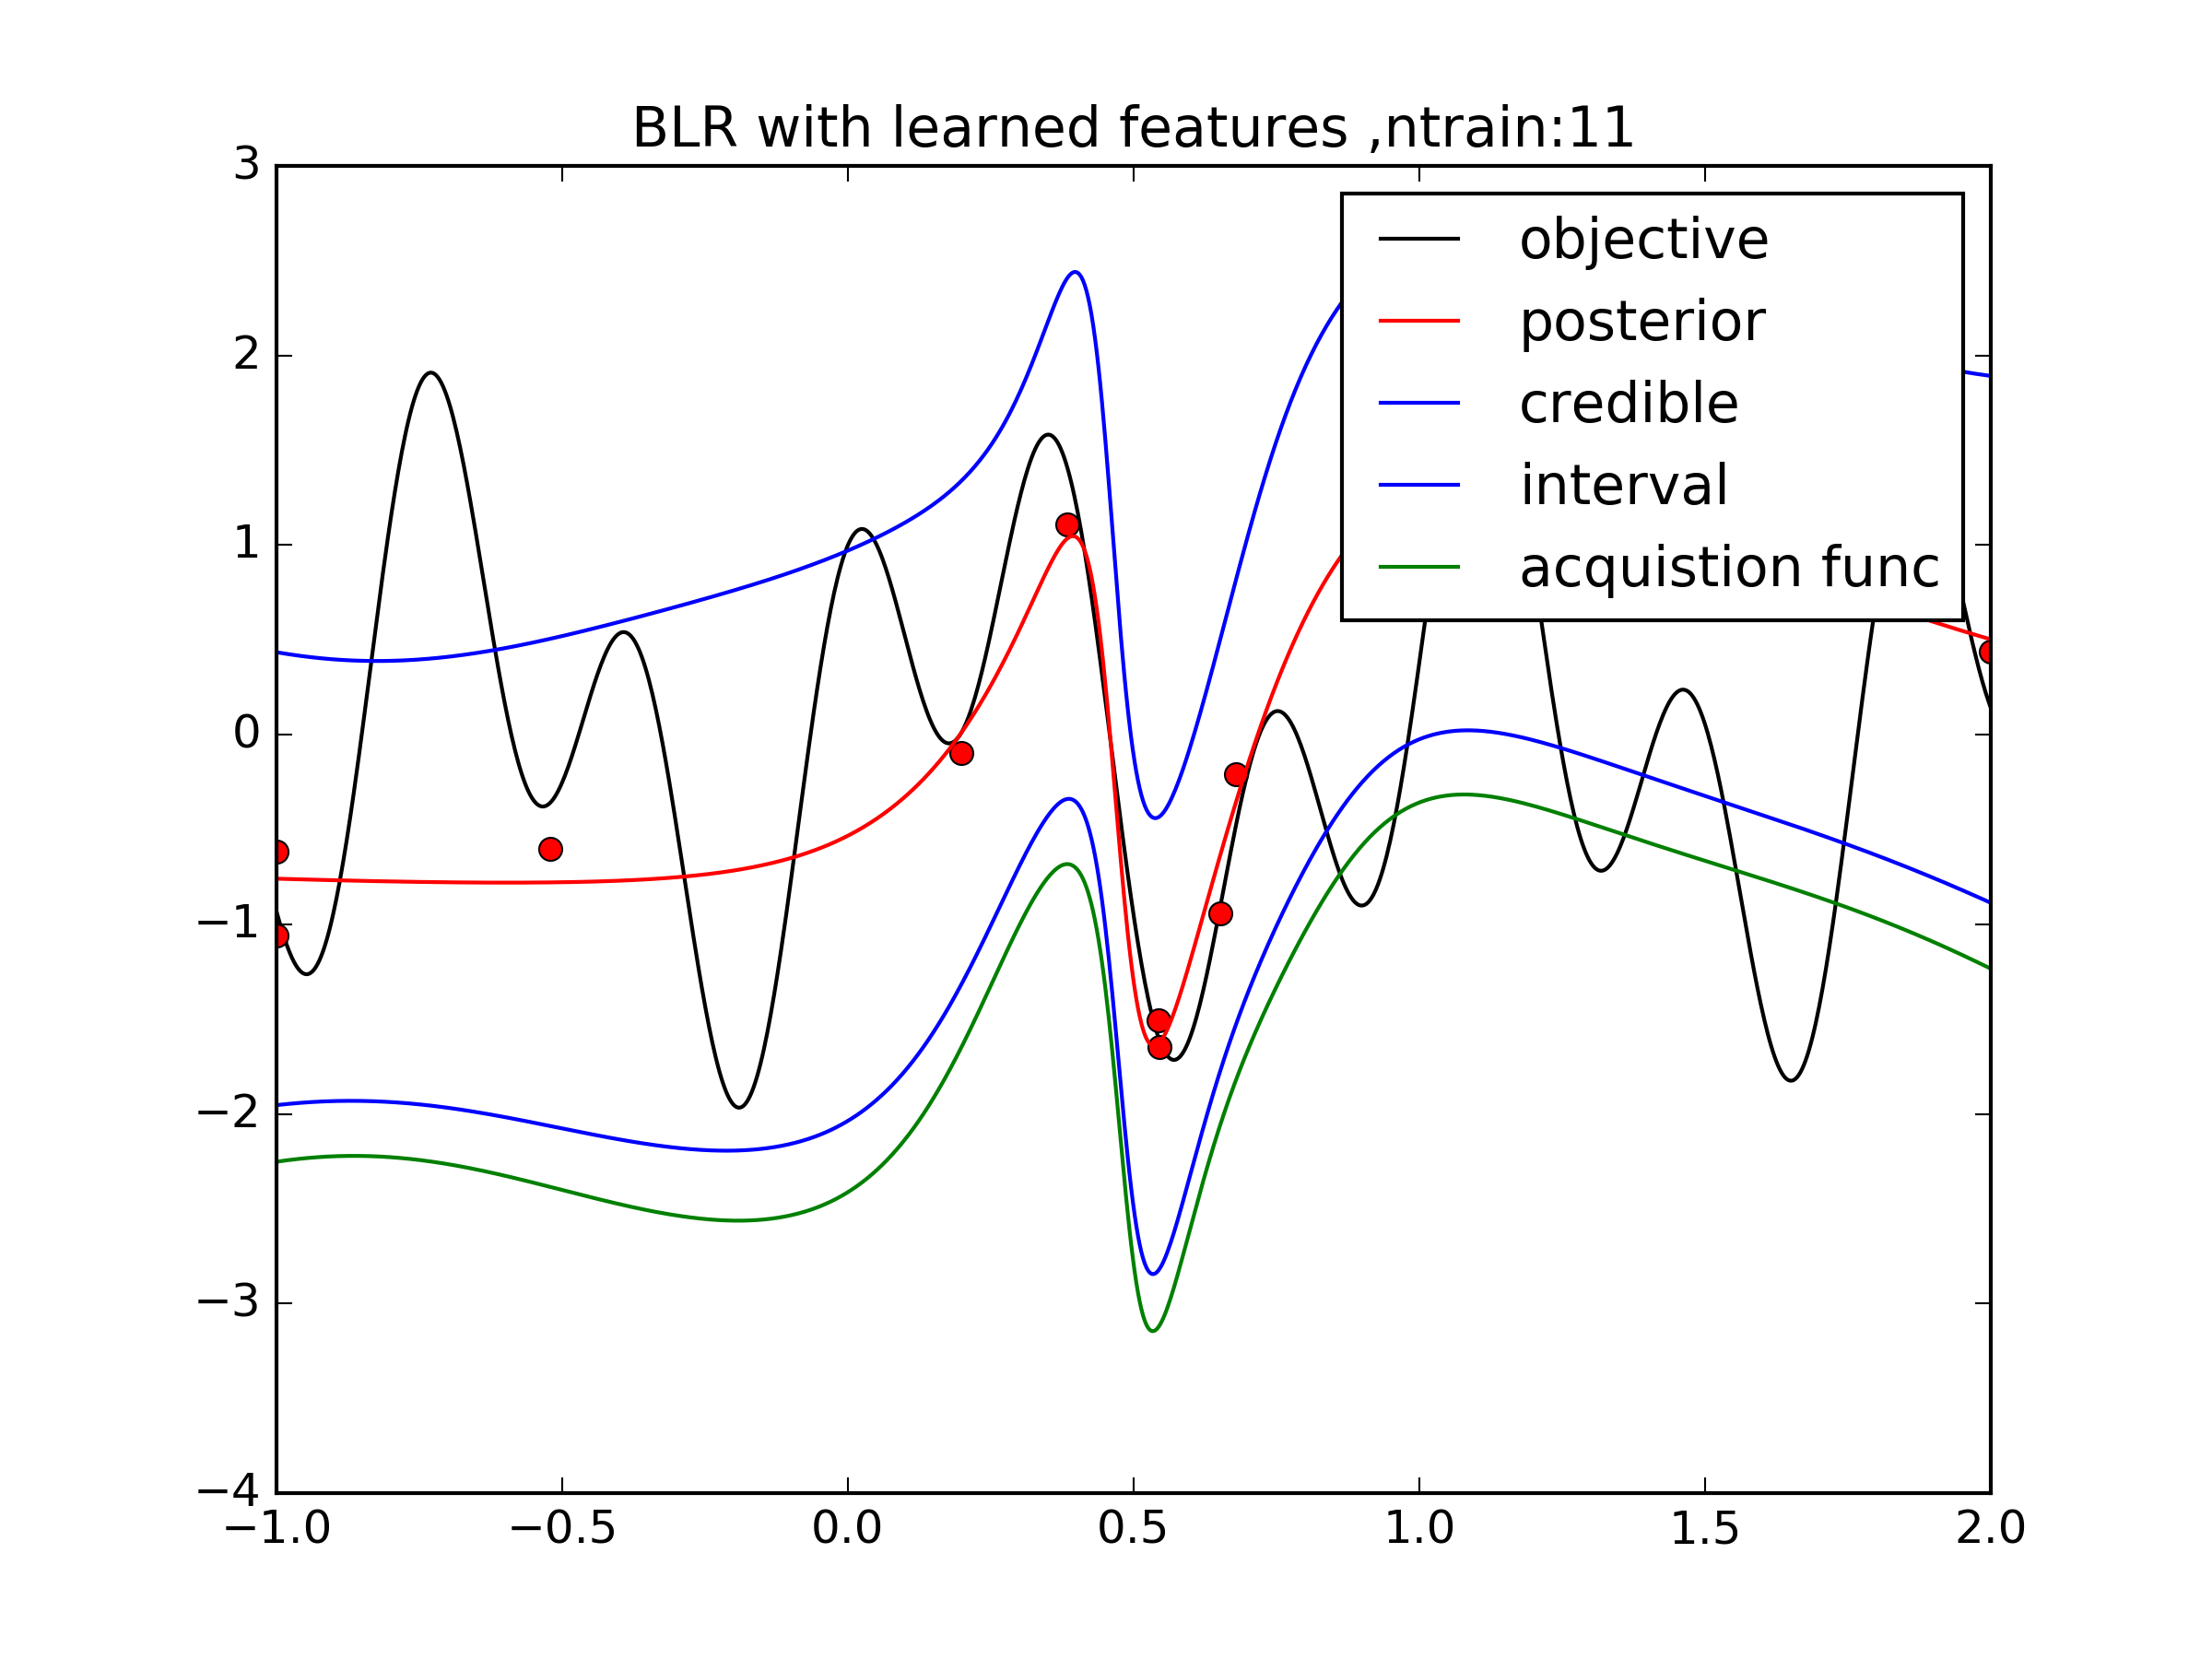 BLR with learned features ,ntrain:11
3
2
1
0
−1
−2
−3
−4
objective
posterior
credible
interval
acquistion func
−1.0 −0.5 0.0 0.5 1.0 1.5 2.0